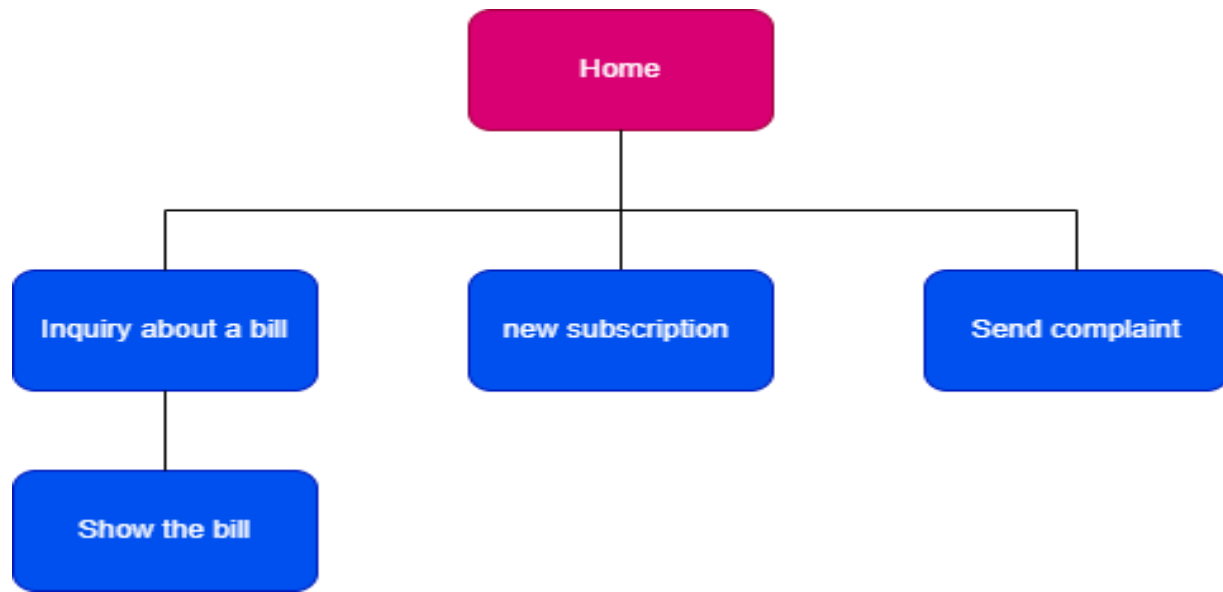 Home
Inquiry about a bill
new subscription
Send complaint
Show the bill